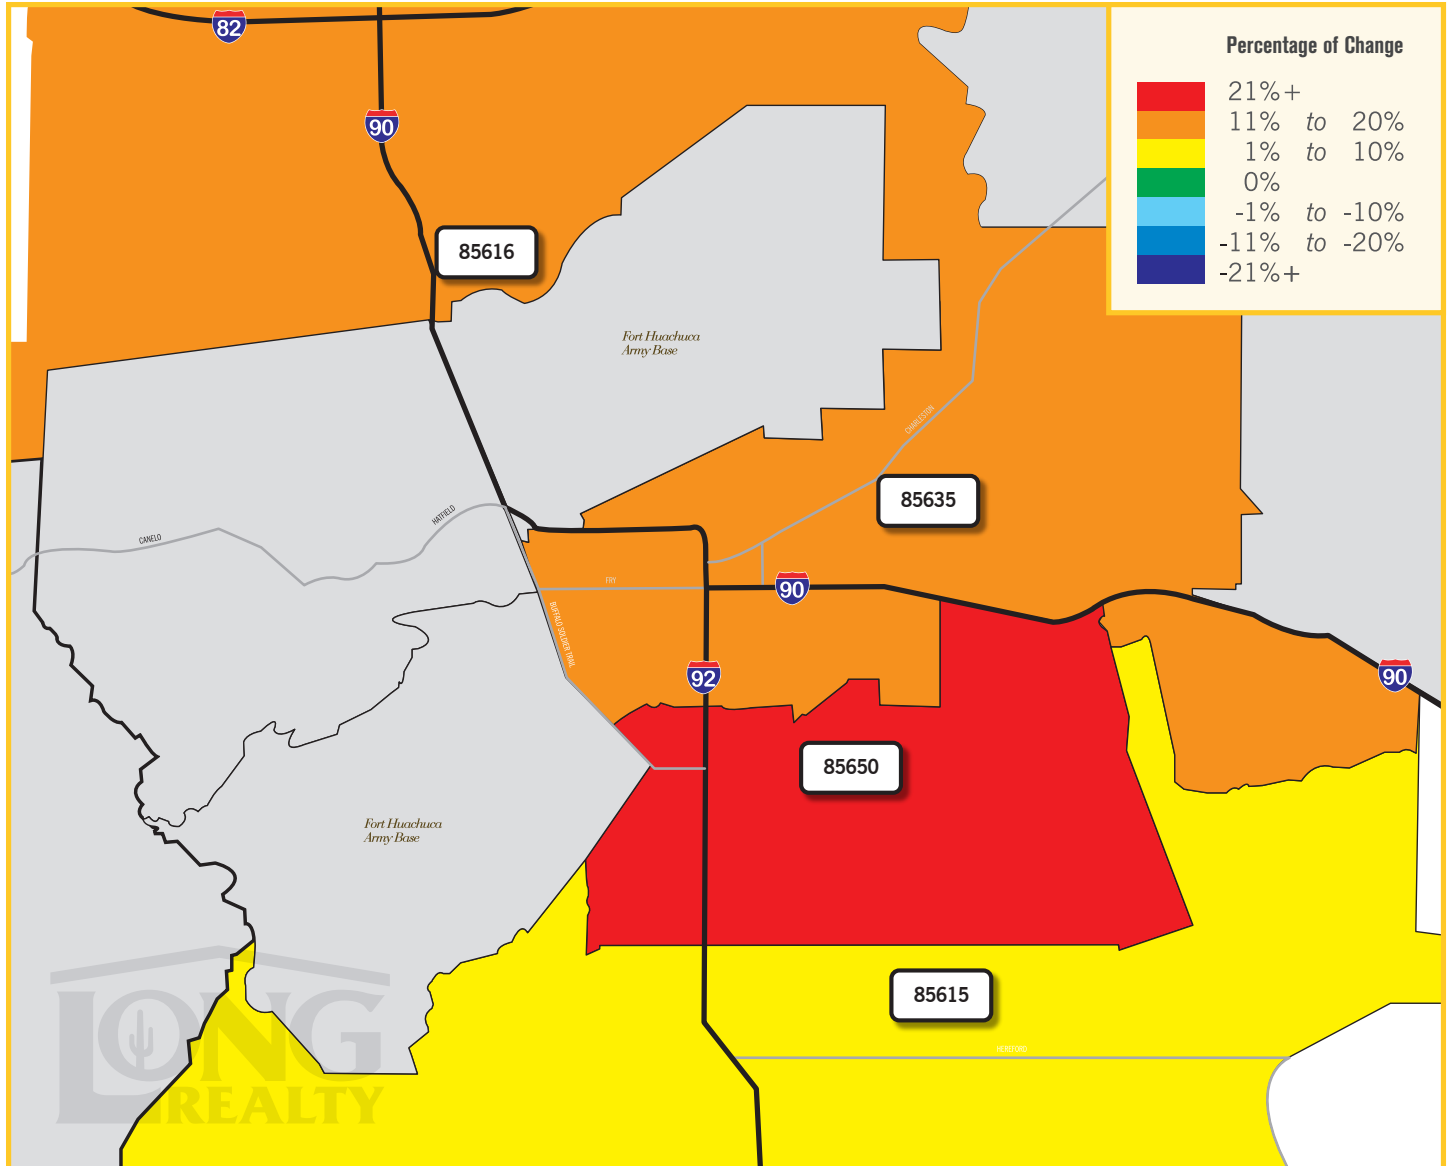 82
Percentage of Change
21%+
11% to 20%
1% to 10%
0%
-1% to -10%
-11% to -20%
-21%+
90
85616
Fort Huachuca
Army Base
CHARLESTON
85635
HATFIELD
CANELO
FRY
90
BUFFALO SOLDIER TRAIL
92
90
85650
Fort Huachuca
Army Base
85615
LONG
REALTY
HEREFORD